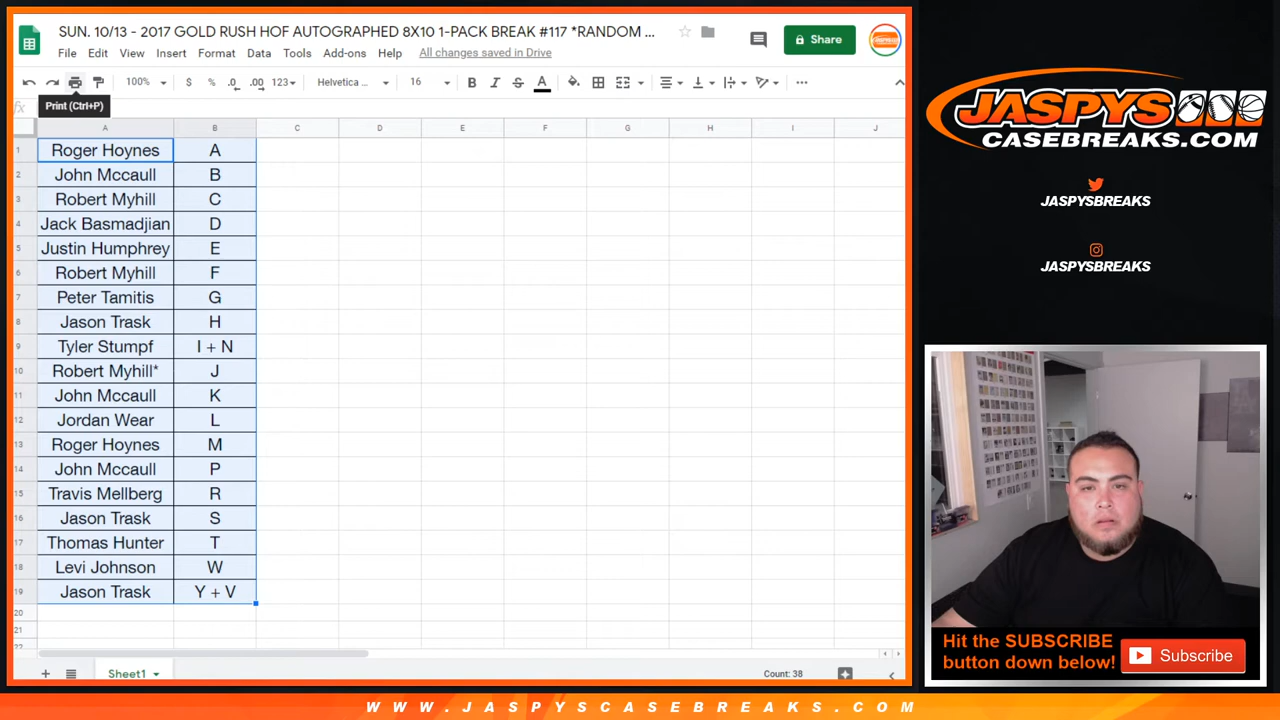 SUN. 10/13 - 2017 GOLD RUSH HOF AUTOGRAPHED 8X10 1-PACK BREAK #117 *RANDOM ...
File Edit View Insert Format Data Tools Add-ons Help All changes saved in Drive
Share
100% $ % .0 .00 123 Helvetica ... 16 B I S A ...
Print (Ctrl+P)
fx
A B C D E F G H I J
1 Roger Hoynes A
2 John Mccaull B
3 Robert Myhill C
4 Jack Basmadjian D
5 Justin Humphrey E
6 Robert Myhill F
7 Peter Tamitis G
8 Jason Trask H
9 Tyler Stumpf I + N
10 Robert Myhill* J
11 John Mccaull K
12 Jordan Wear L
13 Roger Hoynes M
14 John Mccaull P
15 Travis Mellberg R
16 Jason Trask S
17 Thomas Hunter T
18 Levi Johnson W
19 Jason Trask Y + V
20
21
22
Sheet1
Count: 38
JASPYS
CASEBREAKS.COM
JASPYSBREAKS
JASPYSBREAKS
Hit the SUBSCRIBE
button down below!
Subscribe
WWW.JASPYSCASEBREAKS.COM